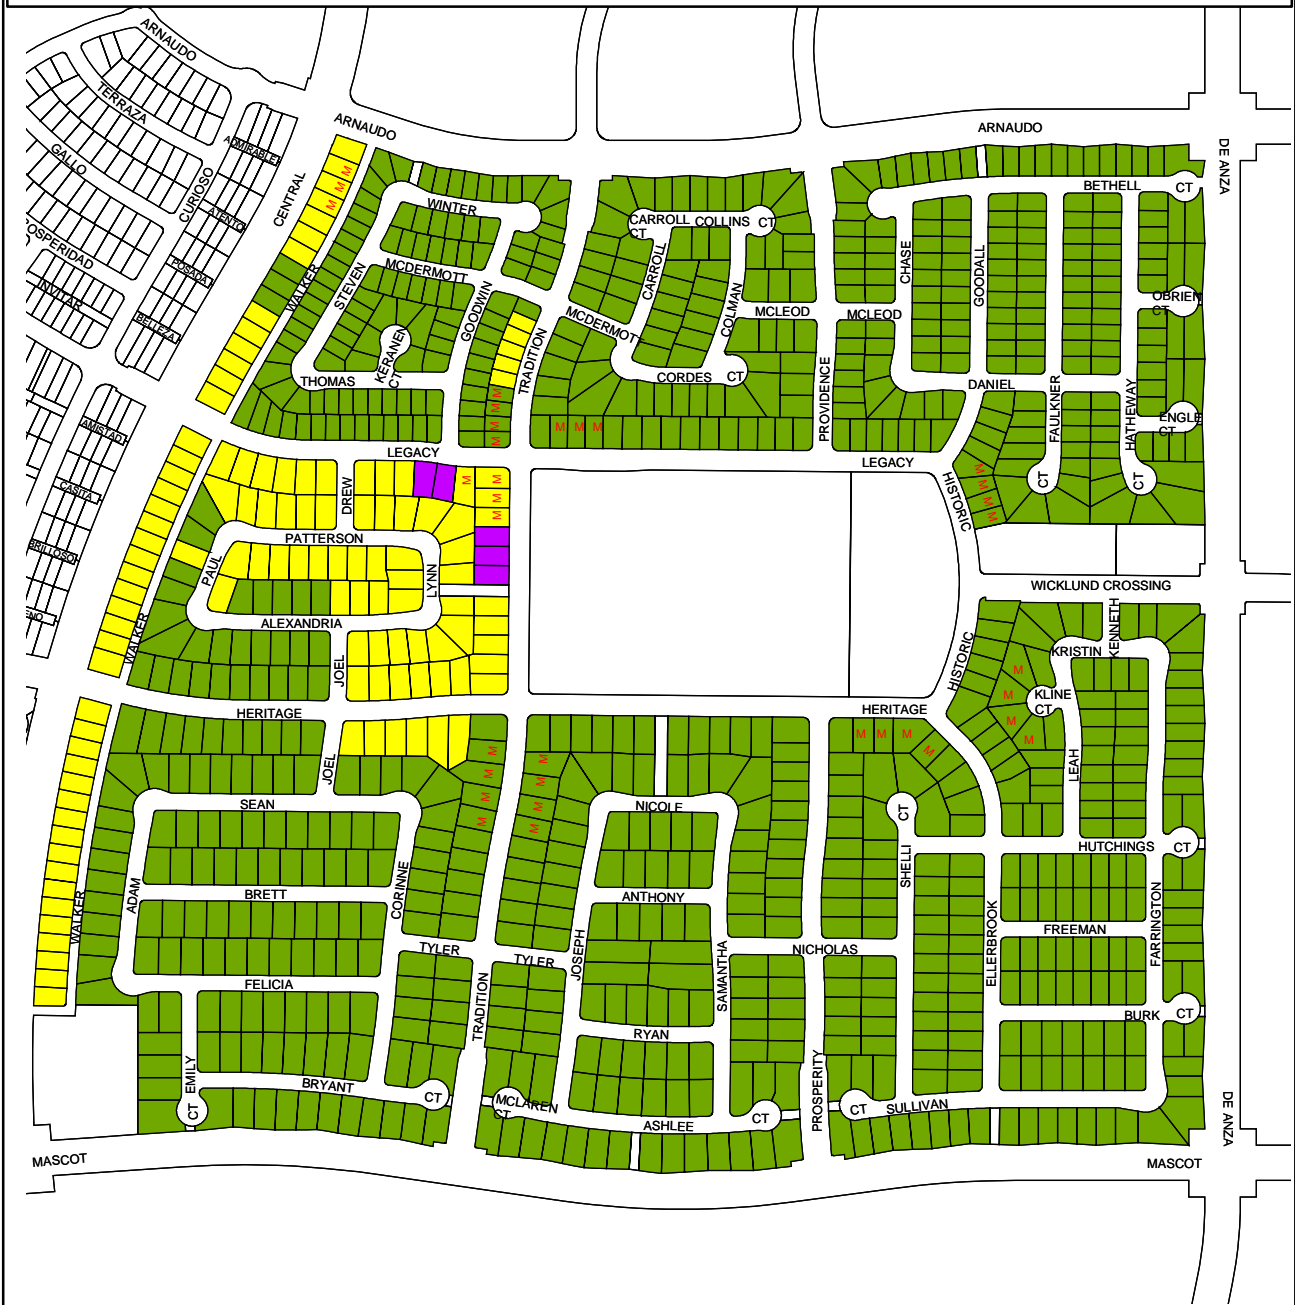 ARNAUDO
TERRAZA
GALLO
ADMIRABLE
CURIOSO
ATENTO
POSADA
BELLEZA
OSPERIDAD
INVITAR
AMISTAD
CASITA
BRILLOSO
NO
CENTRAL
ARNAUDO
ARNAUDO
DE ANZA
M
M
M
WALKER
WINTER
STEVEN
MCDERMOTT
GOODWIN
KERANEN
CT
THOMAS
TRADITION
M
M
M
M
CARROLL
CT
COLLINS CT
CARROLL
COLMAN
MCDERMOTT
CORDES CT
MCLEOD
MCLEOD
PROVIDENCE
M M M
CHASE
GOODALL
BETHELL CT
OBRIEN
CT
DANIEL
FAULKNER
HATHEWAY
ENGLE
CT
CT
CT
LEGACY
LEGACY
HISTORIC
M
M
M
M
DREW
M
M
M
M
PATTERSON
PAUL
LYNN
ALEXANDRIA
JOEL
WALKER
HERITAGE
HERITAGE
WICKLUND CROSSING
HISTORIC
KENNETH
KRISTIN
KLINE
CT
M
M
M
M
LEAH
M M M
M
JOEL
M
M
M
M
M
M
M
M
SEAN
NICOLE
CT
SHELLI
HUTCHINGS CT
ADAM
BRETT
CORINNE
ANTHONY
ELLERBROOK
FREEMAN
FARRINGTON
WALKER
TYLER
TYLER
JOSEPH
SAMANTHA
NICHOLAS
FELICIA
TRADITION
RYAN
BURK CT
EMILY
CT
BRYANT
CT
MCLAREN
CT
ASHLEE
CT
PROSPERITY
CT
SULLIVAN
DE ANZA
MASCOT
MASCOT